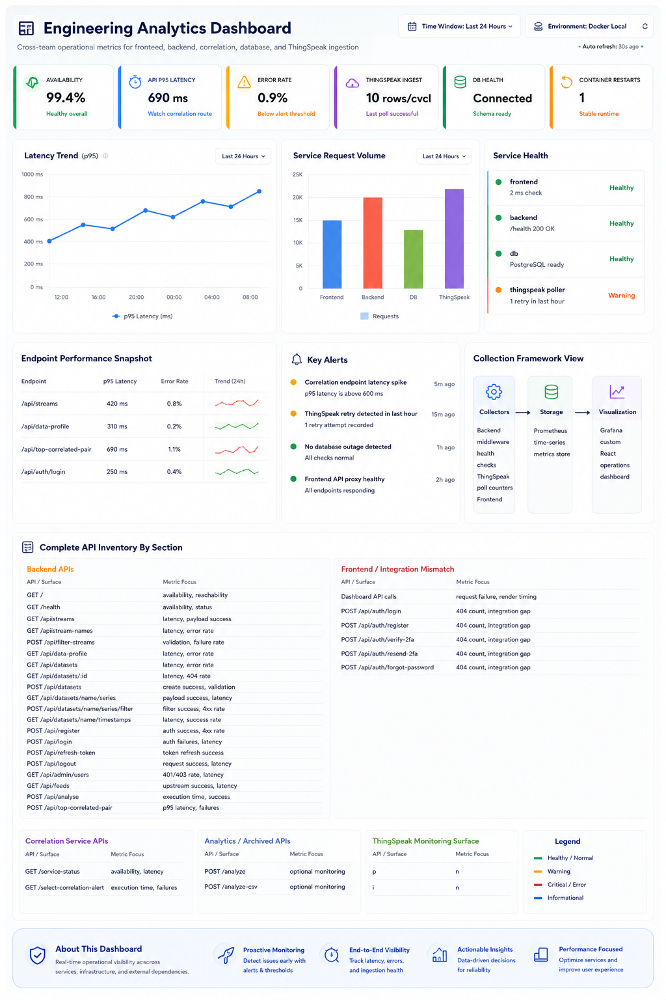 Engineering Analytics Dashboard
Cross-team operational metrics for fronteed, backend, correlation, database, and ThingSpeak ingestion
Time Window: Last 24 Hours
Environment: Docker Local
• Auto refresh: 30s ago •
AVAILABILITY
99.4%
Healthy overall
API P95 LATENCY
690 ms
Watch correlation route
ERROR RATE
0.9%
Below alert threshold
THINGSPEAK INGEST
10 rows/cvcl
Last poll successful
DB HEALTH
Connected
Schema ready
CONTAINER RESTARTS
1
Stable runtime
Latency Trend (p95)
Last 24 Hours
1000 ms
800 ms
600 ms
400 ms
200 ms
0 ms
12:00 16:00 20:00 00:00 04:00 08:00
p95 Latency (ms)
Service Request Volume
Last 24 Hours
25K
20K
15K
10K
5K
0
Frontend Backend DB ThingSpeak
Requests
Service Health
frontend
2 ms check
Healthy
backend
/health 200 OK
Healthy
db
PostgreSQL ready
Healthy
thingspeak poller
1 retry in last hour
Warning
Endpoint Performance Snapshot
Endpoint p95 Latency Error Rate Trend (24h)
/api/streams 420 ms 0.8%
/api/data-profile 310 ms 0.2%
/api/top-correlated-pair 690 ms 1.1%
/api/auth/login 250 ms 0.4%
Key Alerts
Correlation endpoint latency spike
p95 latency is above 600 ms
5m ago
ThingSpeak retry detected in last hour
1 retry attempt recorded
15m ago
No database outage detected
All checks normal
1h ago
Frontend API proxy healthy
All endpoints responding
2h ago
Collection Framework View
Collectors
Backend
middleware
health
checks
ThingSpeak
poll counters
Frontend
Storage
Prometheus
time-series
metrics store
Visualization
Grafana
custom
React
operations
dashboard
Complete API Inventory By Section
Backend APIs
API / Surface Metric Focus
GET / availability, reachability
GET /health availability, status
GET /apiistreams latency, payload success
GET /apiistream-names latency, error rate
POST /api/filter-streams validation, failure rate
GET /api/data-profile latency, error rate
GET /api/datasets latency, error rate
GET /api/datasets/:id latency, 404 rate
POST /api/datasets create success, validation
GET /api/datasets/name/series payload success, latency
POST /api/datasets/name/series/filter filter success, 4xx rate
GET /api/datasets/name/timestamps latency, success rate
POST /api/register auth success, 4xx rate
POST /api/login auth failures, latency
POST /api/refresh-token token refresh success
POST /api/logout request success, latency
GET /api/admin/users 401/403 rate, latency
GET /api/feeds upstream success, latency
POST /api/analyse execution time, success
POST /api/top-correlated-pair p95 latency, failures
Frontend / Integration Mismatch
API / Surface Metric Focus
Dashboard API calls request failure, render timing
POST /api/auth/login 404 count, integration gap
POST /api/auth/register 404 count, integration gap
POST /api/auth/verify-2fa 404 count, integration gap
POST /api/auth/resend-2fa 404 count, integration gap
POST /api/auth/forgot-password 404 count, integration gap
Correlation Service APIs
API / Surface Metric Focus
GET /service-status availability, latency
GET /select-correlation-alert execution time, failures
Analytics / Archived APIs
API / Surface Metric Focus
POST /analyze optional monitoring
POST /analyze-csv optional monitoring
ThingSpeak Monitoring Surface
API / Surface Metric Focus
p n
i n
Legend
Healthy / Normal
Warning
Critical / Error
Informational
About This Dashboard
Real-time operational visibility acecross
services, infrastructure, and external dependencies.
Proactive Monitoring
Detect issues early with
alerts & thresholds
End-to-End Visibility
Track latency, errors,
and ingestion health
Actionable Insights
Data-driven decisions
for reliability
Performance Focused
Optimize services and
improve user experience